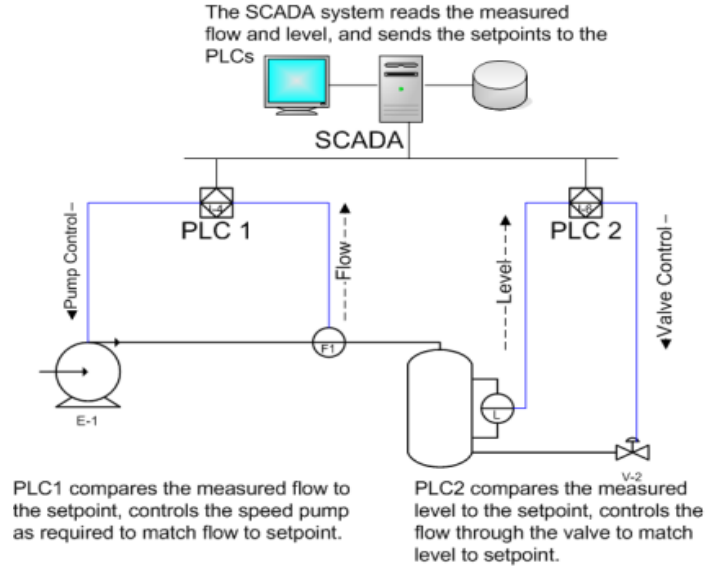 The SCADA system reads the measured
flow and level, and sends the setpoints to the
PLCs
SCADA
I-4
PLC 1
I-6
PLC 2
Pump Control
Flow
Level
Valve Control
F1
L
E-1
V-2
PLC1 compares the measured flow to
the setpoint, controls the speed pump
as required to match flow to setpoint.
PLC2 compares the measured
level to the setpoint, controls the
flow through the valve to match
level to setpoint.